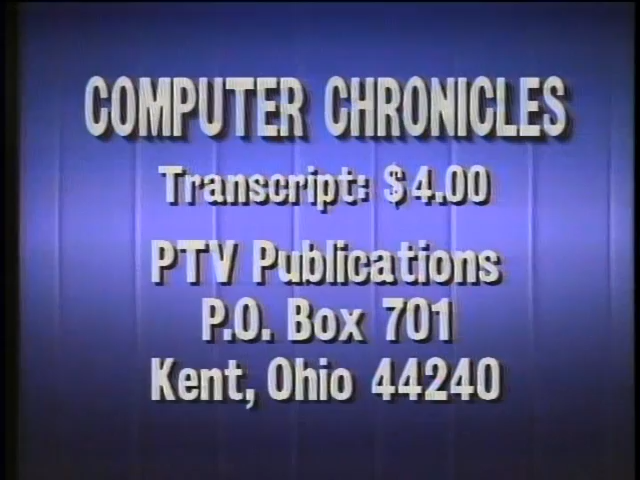 COMPUTER CHRONICLES
Transcript: $4.00
PTV Publications
P.O. Box 701
Kent, Ohio 44240